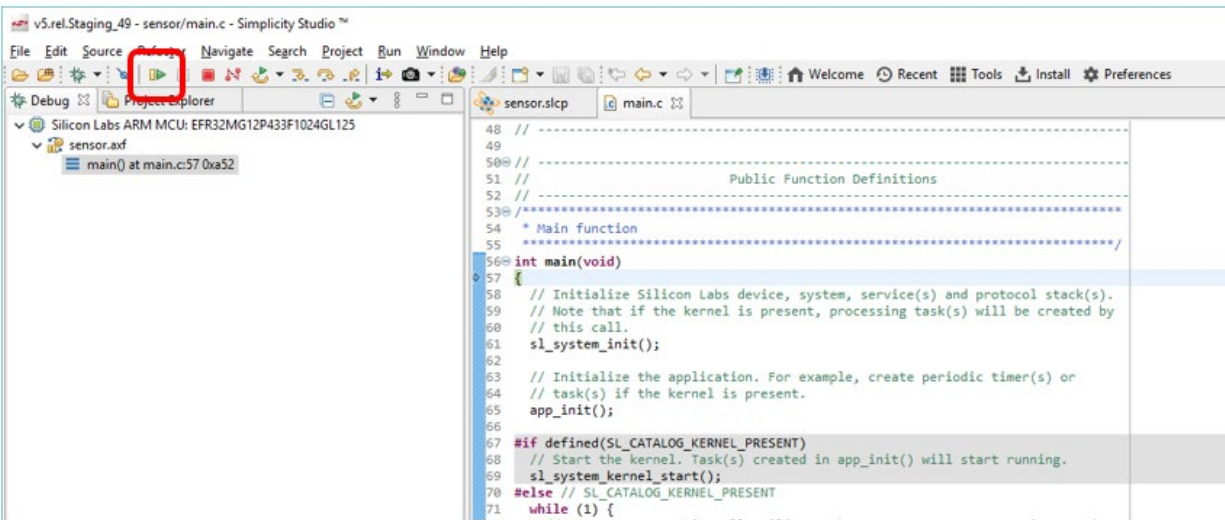 v5.rel.Staging_49 - sensor/main.c - Simplicity Studio ™
File Edit Source Refactor Navigate Search Project Run Window Help
Welcome Recent Tools Install Preferences
Debug Project Explorer
sensor.slcp main.c
Silicon Labs ARM MCU: EFR32MG12P433F1024GL125
sensor.axf
main() at main.c:57 0xa52
48 // -----------------------------------------------------------------------------
49
50 // -----------------------------------------------------------------------------
51 // Public Function Definitions
52 // -----------------------------------------------------------------------------
53 /******************************************************************************
54 * Main function
55 *****************************************************************************/
56 int main(void)
57 {
58 // Initialize Silicon Labs device, system, service(s) and protocol stack(s).
59 // Note that if the kernel is present, processing task(s) will be created by
60 // this call.
61 sl_system_init();
62
63 // Initialize the application. For example, create periodic timer(s) or
64 // task(s) if the kernel is present.
65 app_init();
66
67 #if defined(SL_CATALOG_KERNEL_PRESENT)
68 // Start the kernel. Task(s) created in app_init() will start running.
69 sl_system_kernel_start();
70 #else // SL_CATALOG_KERNEL_PRESENT
71 while (1) {